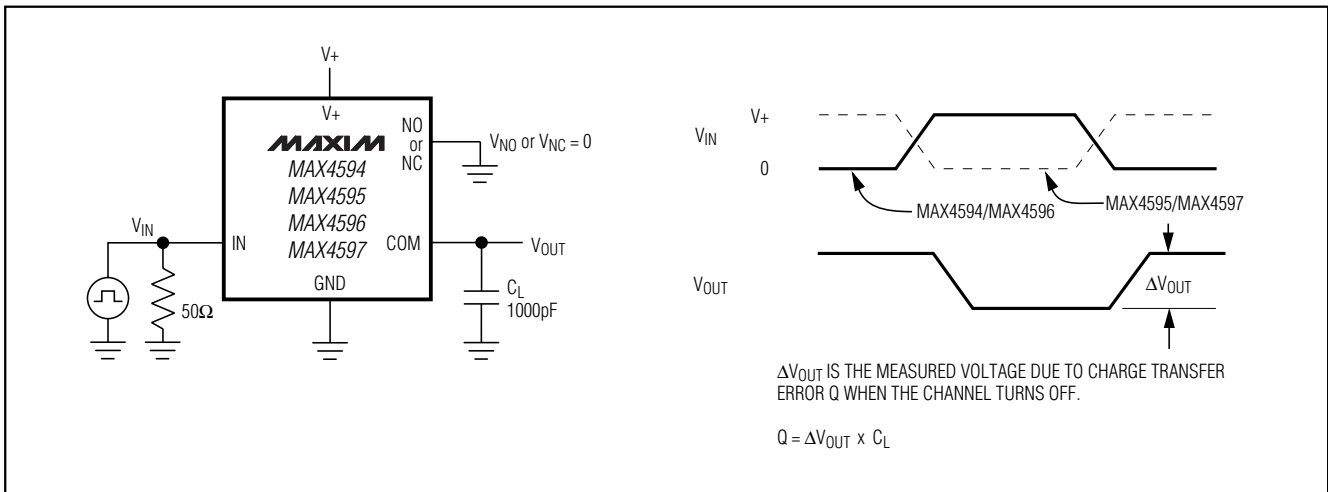 V+
V+
MAXIM
MAX4594
MAX4595
MAX4596
MAX4597
NO
or
NC
VNO or VNC = 0
VIN
IN
COM
VOUT
GND
50Ω
CL
1000pF
VIN
V+
0
MAX4594/MAX4596
MAX4595/MAX4597
VOUT
ΔVOUT
ΔVOUT IS THE MEASURED VOLTAGE DUE TO CHARGE TRANSFER
ERROR Q WHEN THE CHANNEL TURNS OFF.
Q = ΔVOUT x CL